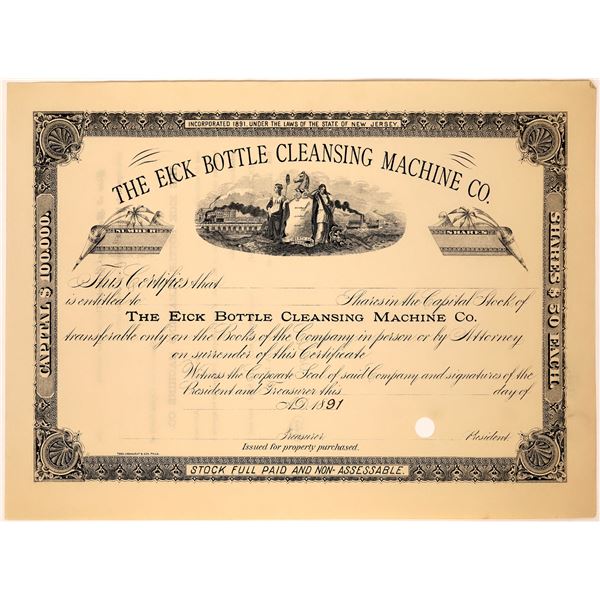 INCORPORATED 1891. UNDER THE LAWS OF THE STATE OF NEW JERSEY.
THE EICK BOTTLE CLEANSING MACHINE CO.
NUMBER
SHARES
CAPITAL $100.000.
SHARES $50 EACH.
This Certifies that
is entitled to Shares in the Capital Stock of
THE EICK BOTTLE CLEANSING MACHINE CO.
transferable only on the Books of the Company in person or by Attorney
on surrender of this Certificate
Witness the Corporate Seal of said Company and signatures of the
President and Treasurer this day of
A.D. 1891
Treasurer President
Issued for property purchased.
STOCK FULL PAID AND NON-ASSESSABLE.